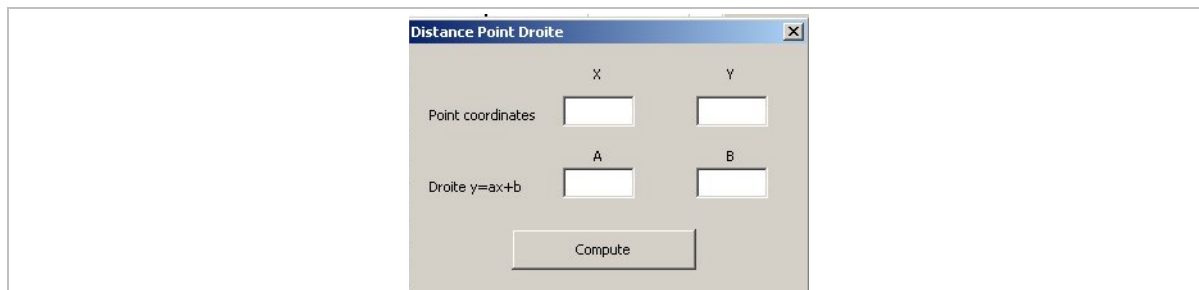 Distance Point Droite
X Y
Point coordinates
A B
Droite y=ax+b
Compute